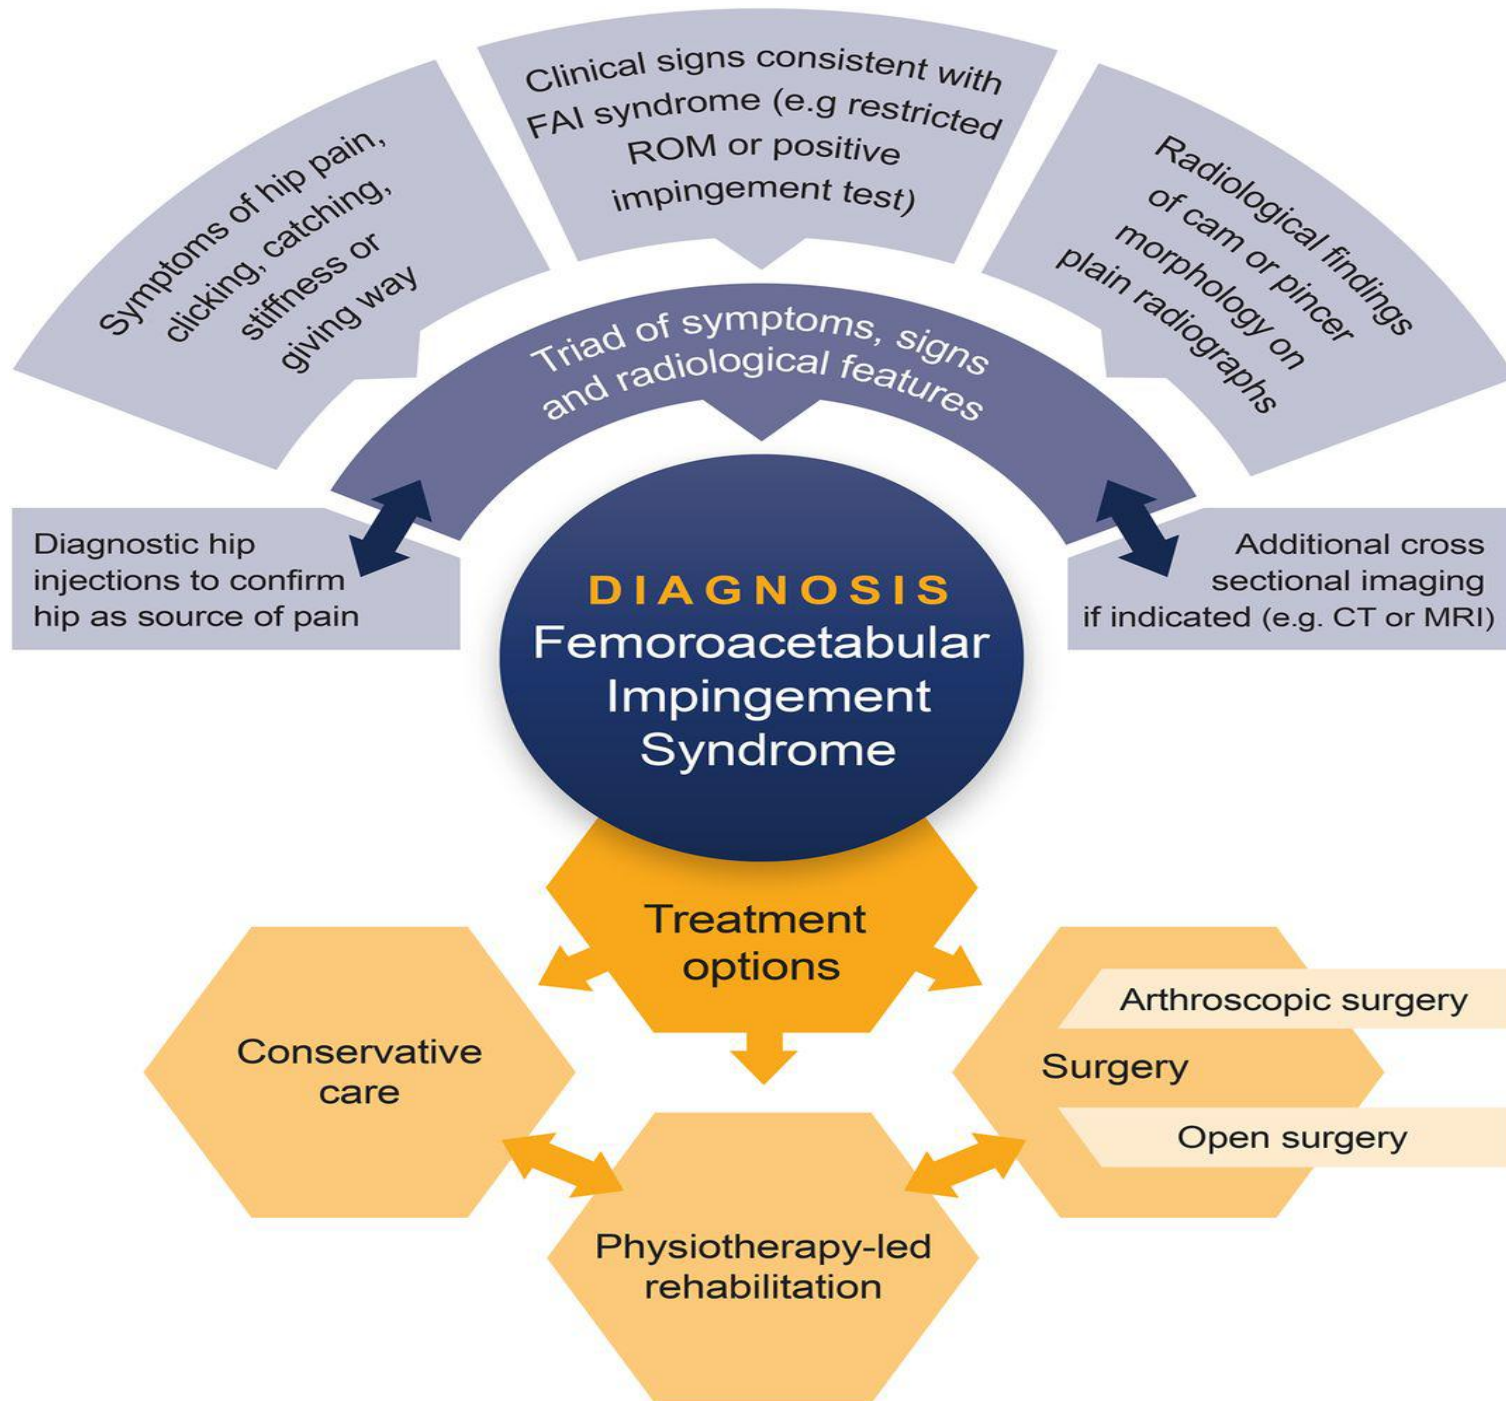 Symptoms of hip pain,
clicking, catching,
stiffness or
giving way
Clinical signs consistent with
FAI syndrome (e.g restricted
ROM or positive
impingement test)
Radiological findings
of cam or pincer
morphology on
plain radiographs
Triad of symptoms, signs
and radiological features
Diagnostic hip
injections to confirm
hip as source of pain
Additional cross
sectional imaging
if indicated (e.g. CT or MRI)
DIAGNOSIS
Femoroacetabular
Impingement
Syndrome
Treatment
options
Conservative
care
Arthroscopic surgery
Surgery
Open surgery
Physiotherapy-led
rehabilitation